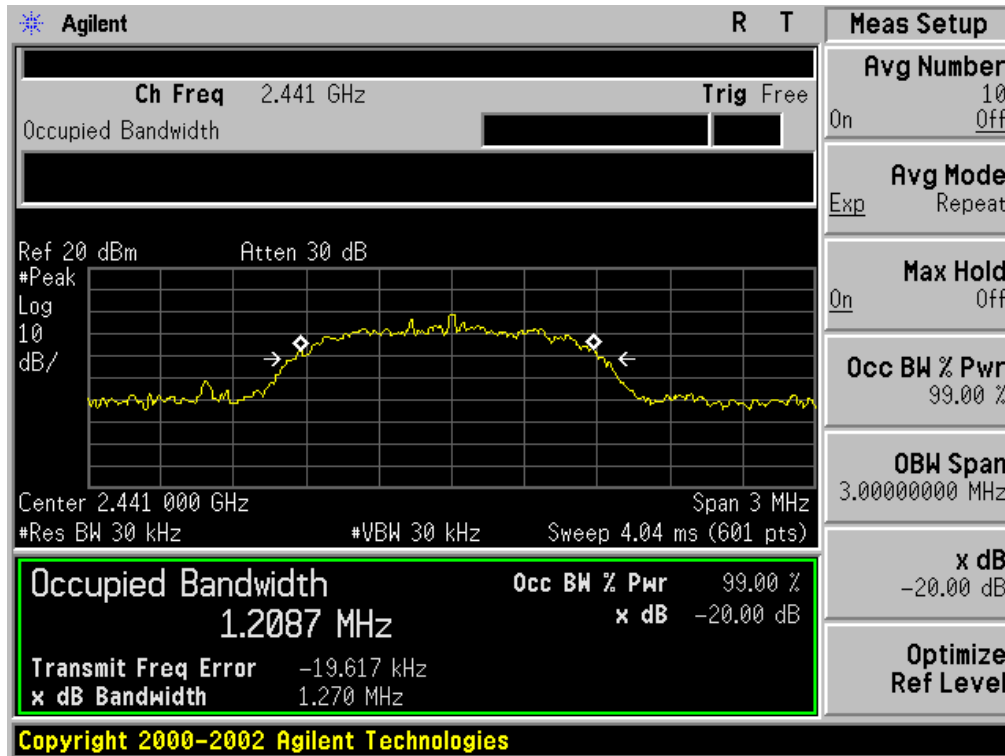 Agilent R T
Ch Freq 2.441 GHz Trig Free
Occupied Bandwidth
Ref 20 dBm Atten 30 dB
#Peak
Log
10
dB/
Center 2.441 000 GHz Span 3 MHz
#Res BW 30 kHz #VBW 30 kHz Sweep 4.04 ms (601 pts)
Occupied Bandwidth Occ BW % Pwr 99.00 %
1.2087 MHz x dB -20.00 dB
Transmit Freq Error -19.617 kHz
x dB Bandwidth 1.270 MHz
Copyright 2000-2002 Agilent Technologies
Meas Setup
Avg Number
10
On Off
Avg Mode
Exp Repeat
Max Hold
On Off
Occ BW % Pwr
99.00 %
OBW Span
3.00000000 MHz
x dB
-20.00 dB
Optimize
Ref Level